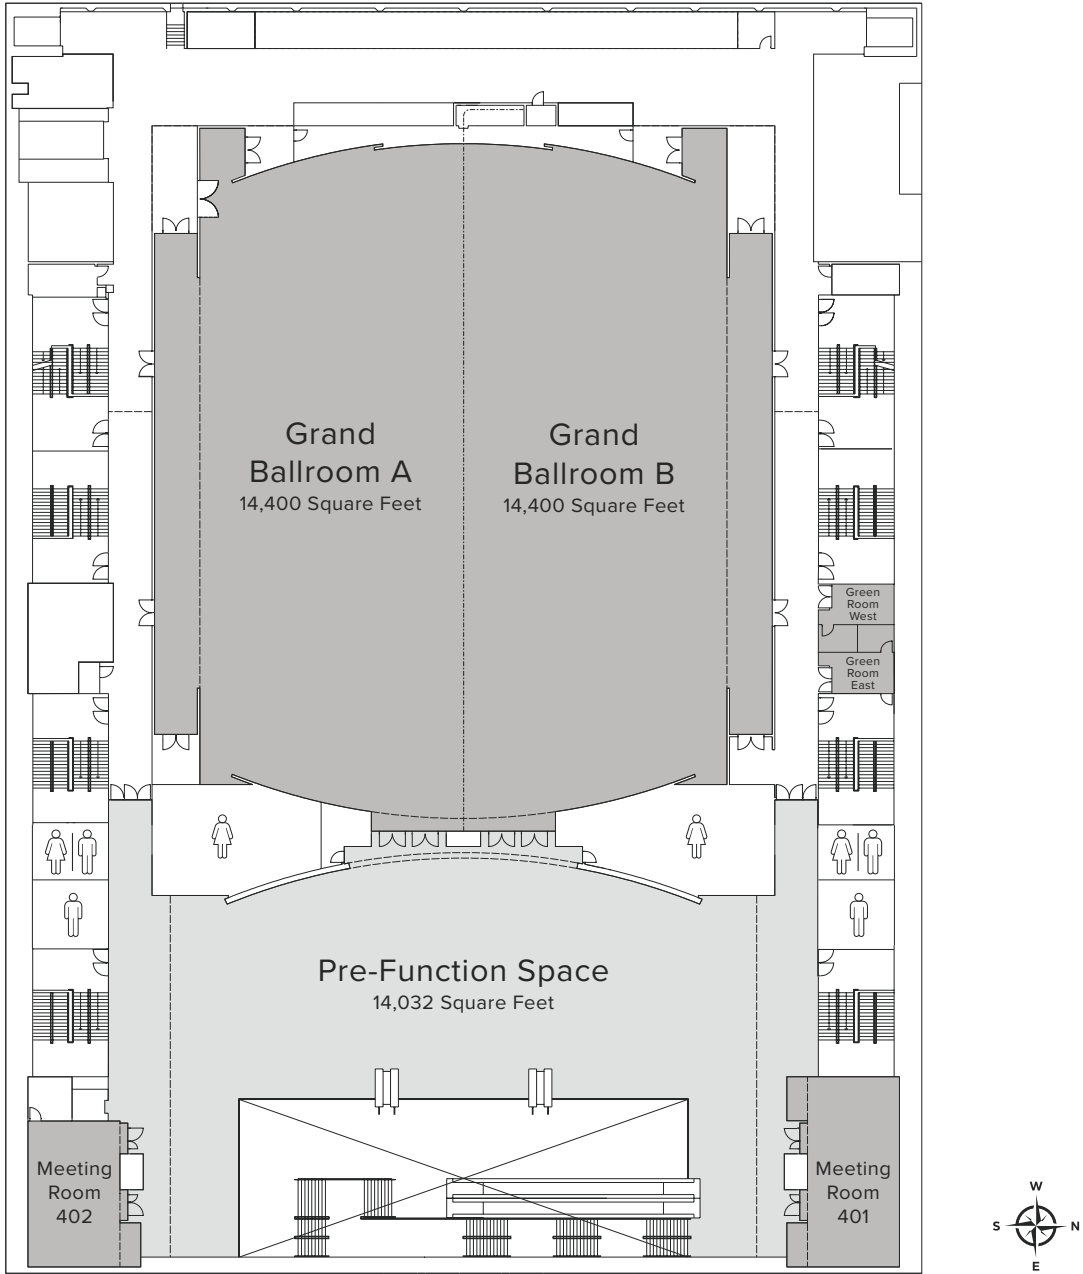 Grand
Ballroom A
14,400 Square Feet
Grand
Ballroom B
14,400 Square Feet
Green
Room
West
Green
Room
East
Pre-Function Space
14,032 Square Feet
Meeting
Room
402
Meeting
Room
401
W
S
N
E